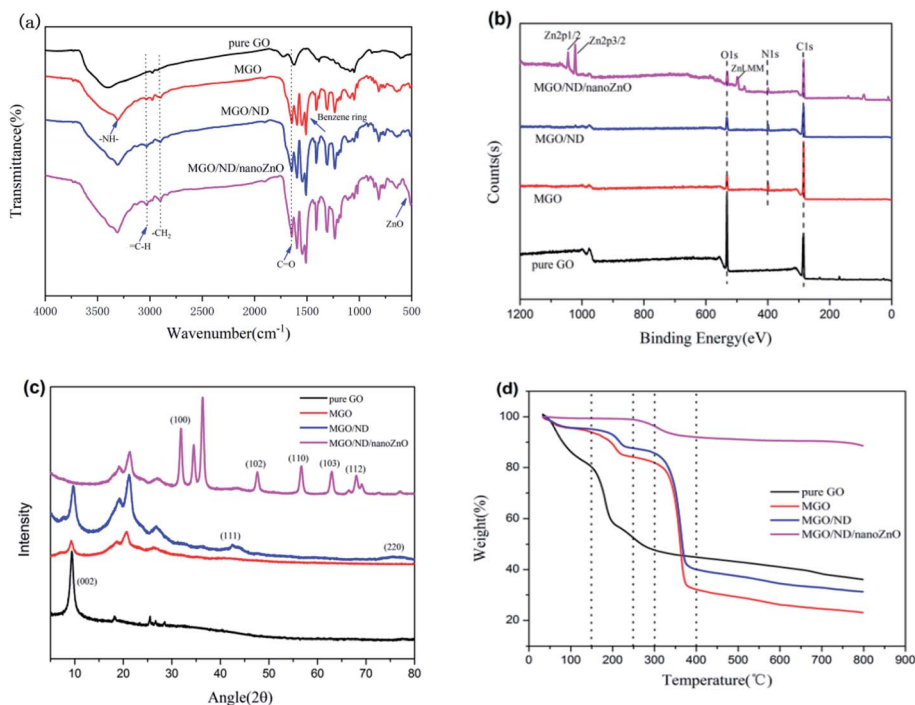 (a)
pure GO
MGO
MGO/ND
MGO/ND/nanoZnO
-NH-
=C-H
-CH2
C=O
Benzene ring
ZnO
Transmittance(%)
4000 3500 3000 2500 2000 1500 1000 500
Wavenumber(cm-1)
(b)
Zn2p1/2
Zn2p3/2
O1s
ZnLMM
N1s
C1s
MGO/ND/nanoZnO
MGO/ND
MGO
pure GO
Counts(s)
1200 1000 800 600 400 200 0
Binding Energy(eV)
(c)
pure GO
MGO
MGO/ND
MGO/ND/nanoZnO
(100)
(102)
(110)
(103)
(112)
(111)
(220)
(002)
Intensity
10 20 30 40 50 60 70 80
Angle(2θ)
(d)
100
80
60
40
20
pure GO
MGO
MGO/ND
MGO/ND/nanoZnO
Weight(%)
0 100 200 300 400 500 600 700 800 900
Temperature(℃)